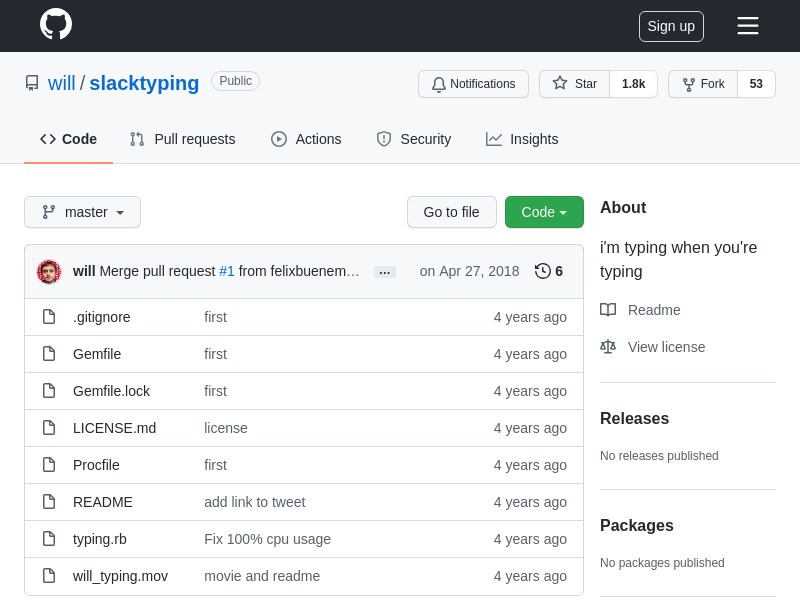 Sign up
will / slacktyping Public
Notifications Star 1.8k Fork 53
Code Pull requests Actions Security Insights
master Go to file Code
will Merge pull request #1 from felixbuenem… ... on Apr 27, 2018 6
.gitignore first 4 years ago
Gemfile first 4 years ago
Gemfile.lock first 4 years ago
LICENSE.md license 4 years ago
Procfile first 4 years ago
README add link to tweet 4 years ago
typing.rb Fix 100% cpu usage 4 years ago
will_typing.mov movie and readme 4 years ago
About
i'm typing when you're
typing
Readme
View license
Releases
No releases published
Packages
No packages published